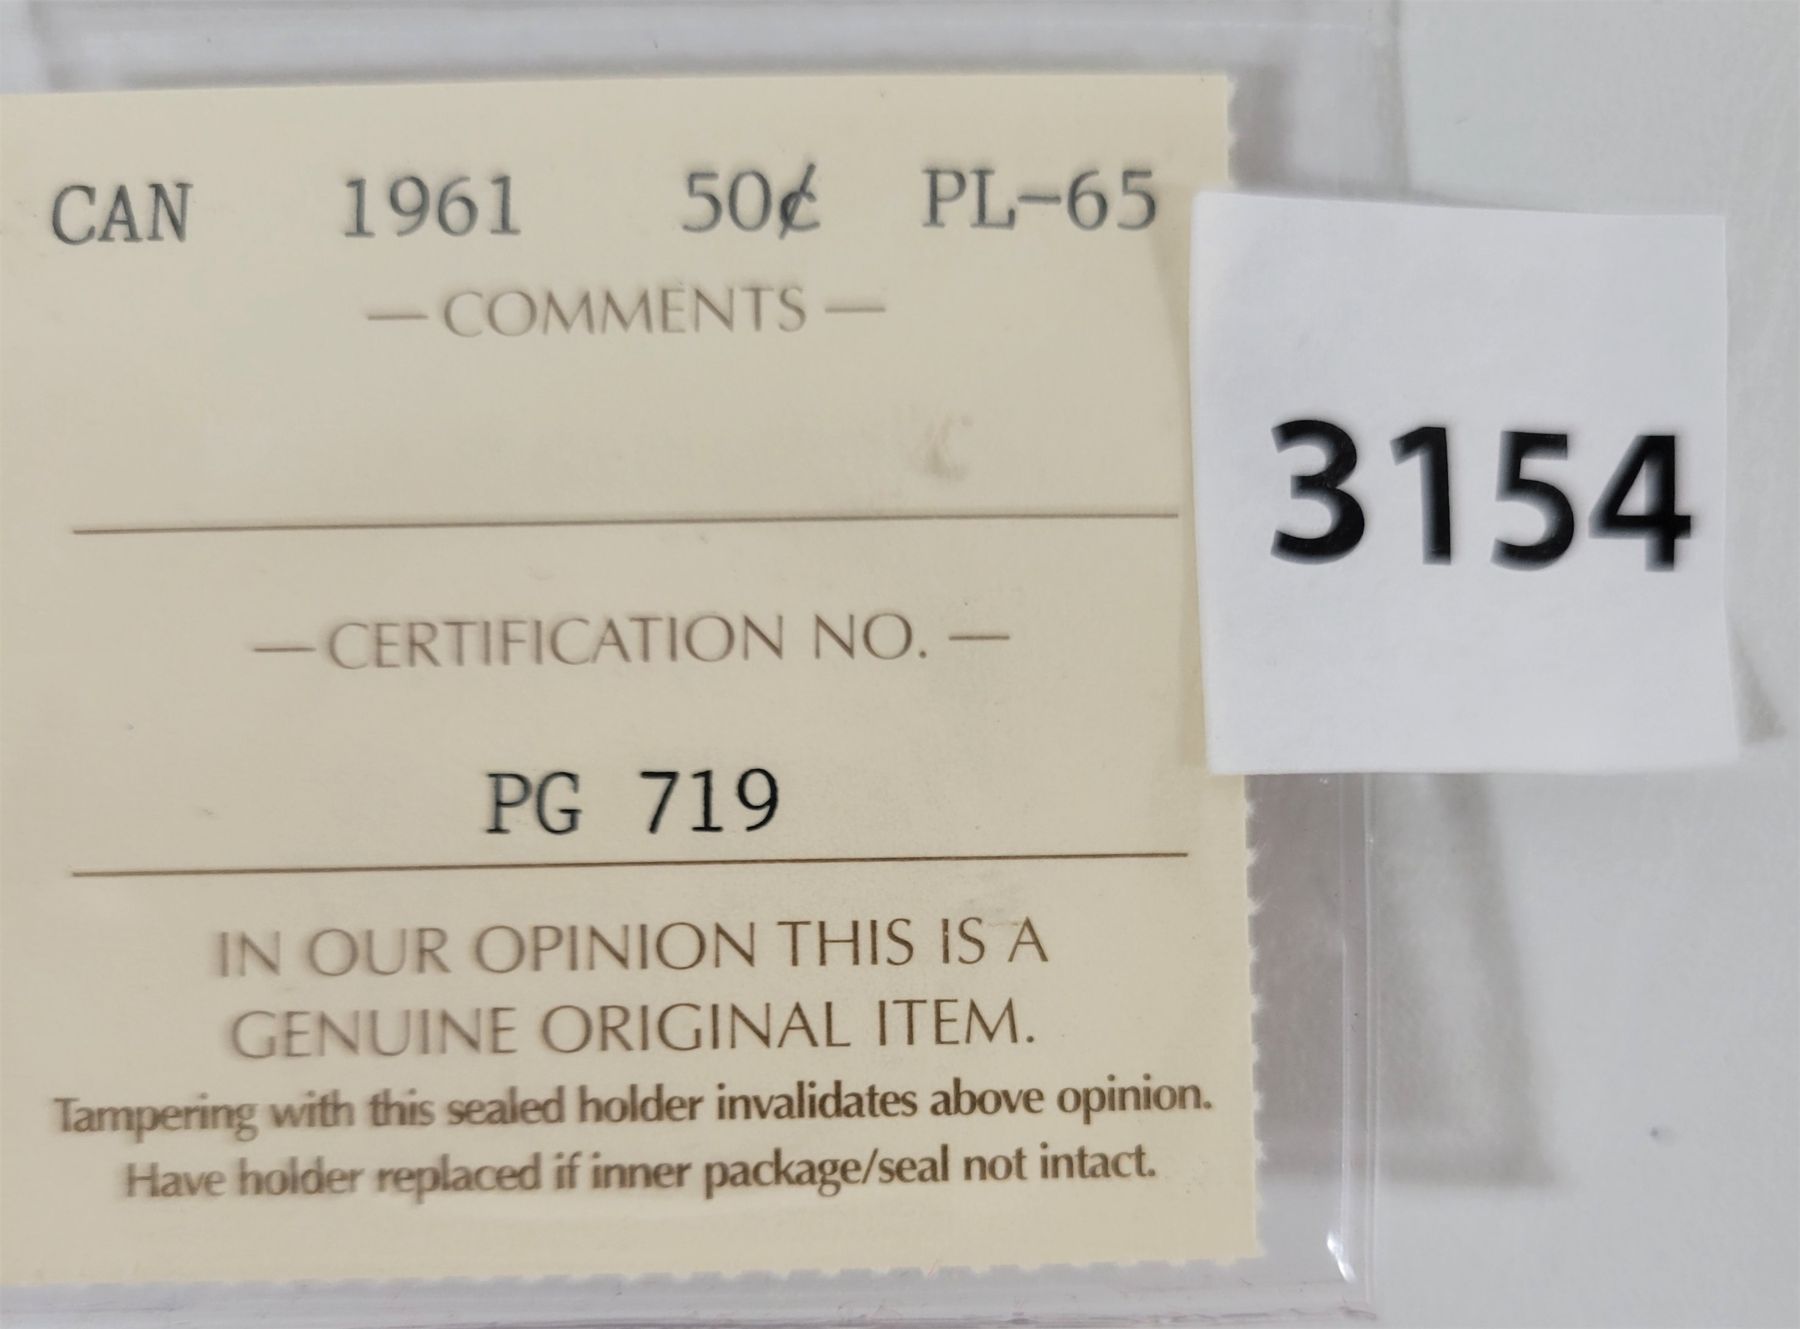 CAN 1961 50¢ PL-65
— COMMENTS —
3154
— CERTIFICATION NO. —
PG 719
IN OUR OPINION THIS IS A
GENUINE ORIGINAL ITEM.
Tampering with this sealed holder invalidates above opinion.
Have holder replaced if inner package/seal not intact.